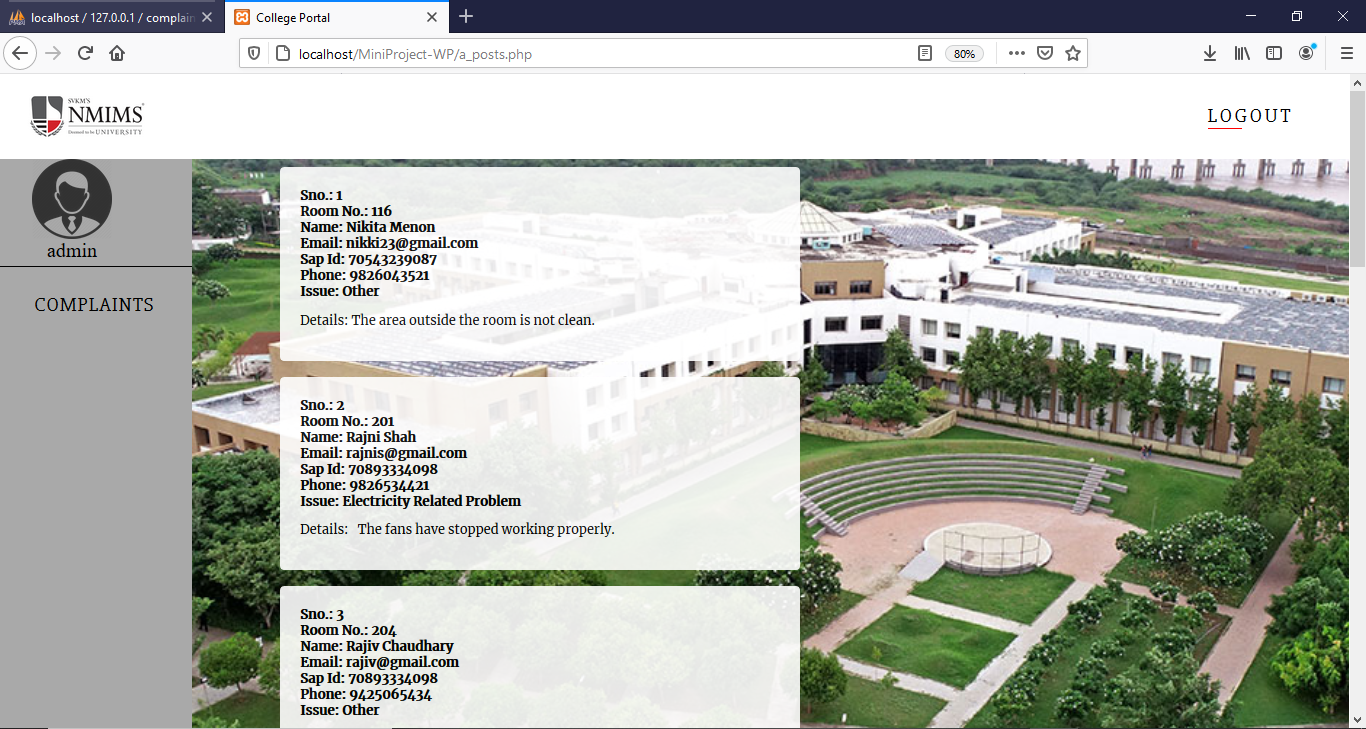 localhost / 127.0.0.1 / complain
College Portal
localhost/MiniProject-WP/a_posts.php
80%
SVKM'S
NMIMS
Deemed to be UNIVERSITY
LOGOUT
admin
COMPLAINTS
Sno.: 1
Room No.: 116
Name: Nikita Menon
Email: nikki23@gmail.com
Sap Id: 70543239087
Phone: 9826043521
Issue: Other
Details: The area outside the room is not clean.
Sno.: 2
Room No.: 201
Name: Rajni Shah
Email: rajnis@gmail.com
Sap Id: 70893334098
Phone: 9826534421
Issue: Electricity Related Problem
Details: The fans have stopped working properly.
Sno.: 3
Room No.: 204
Name: Rajiv Chaudhary
Email: rajiv@gmail.com
Sap Id: 70893334098
Phone: 9425065434
Issue: Other